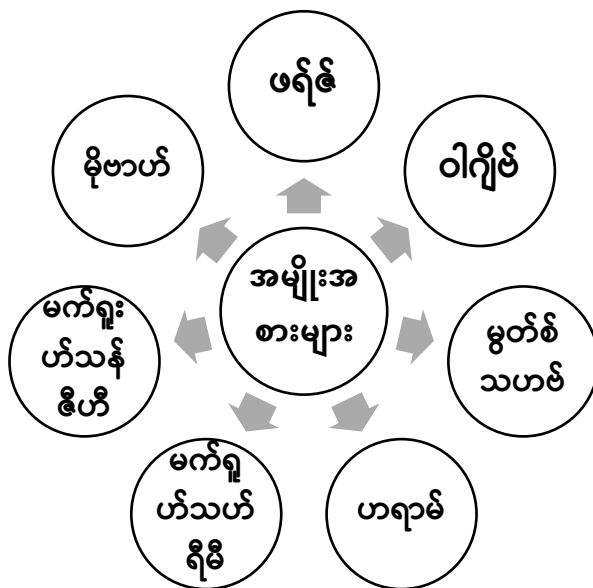 ဖရ်ဇ်
ဝါဂျိဗ်
မွတ်စ်
သဟဗ်
ဟရာမ်
မက်ရူ
ဟ်သဟ်
ရီမီ
မက်ရူး
ဟ်သန်
ဇီဟီ
မိုဗာဟ်
အမျိုးအ
စားများ